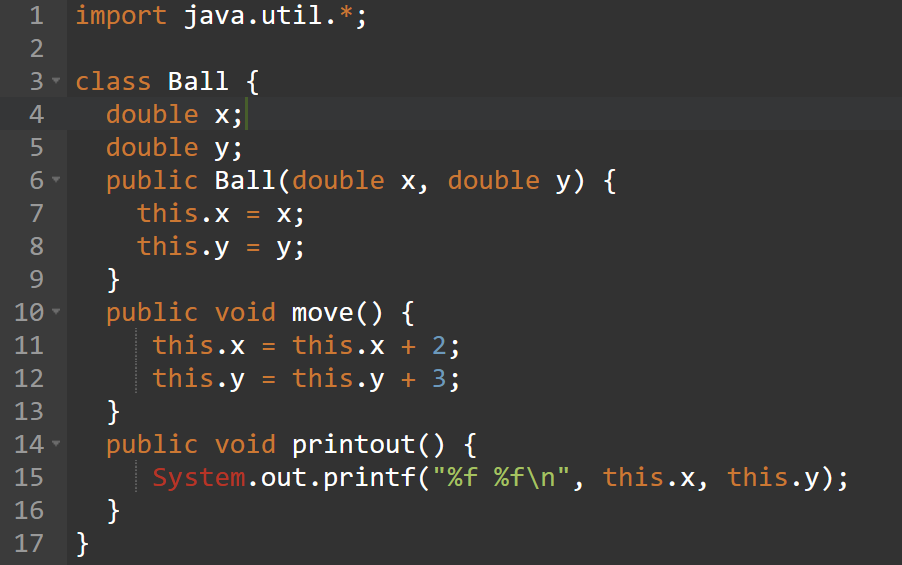 1 import java.util.*;
2
3 class Ball {
4   double x;
5   double y;
6   public Ball(double x, double y) {
7     this.x = x;
8     this.y = y;
9   }
10   public void move() {
11      this.x = this.x + 2;
12      this.y = this.y + 3;
13   }
14   public void printout() {
15      System.out.printf("%f %f\n", this.x, this.y);
16   }
17 }